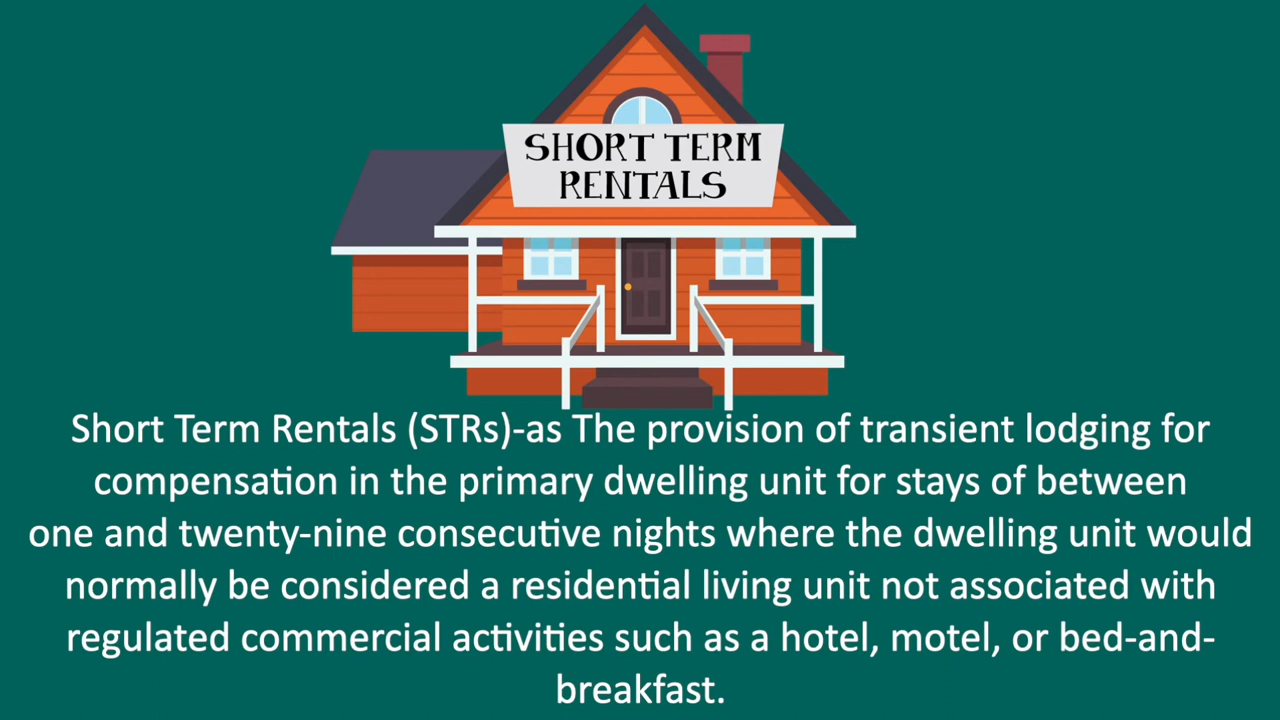 SHORT TERM
RENTALS
Short Term Rentals (STRs)-as The provision of transient lodging for
compensation in the primary dwelling unit for stays of between
one and twenty-nine consecutive nights where the dwelling unit would
normally be considered a residential living unit not associated with
regulated commercial activities such as a hotel, motel, or bed-and-
breakfast.